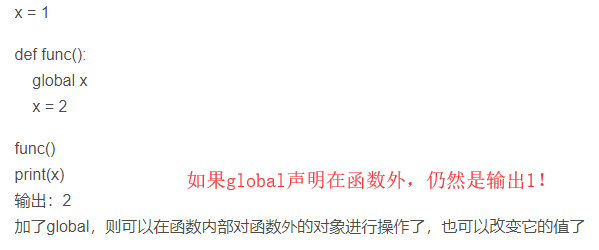 x = 1
def func():
global x
x = 2
func()
print(x)
如果global声明在函数外，仍然是输出1！
输出：2
加了global，则可以在函数内部对函数外的对象进行操作了，也可以改变它的值了